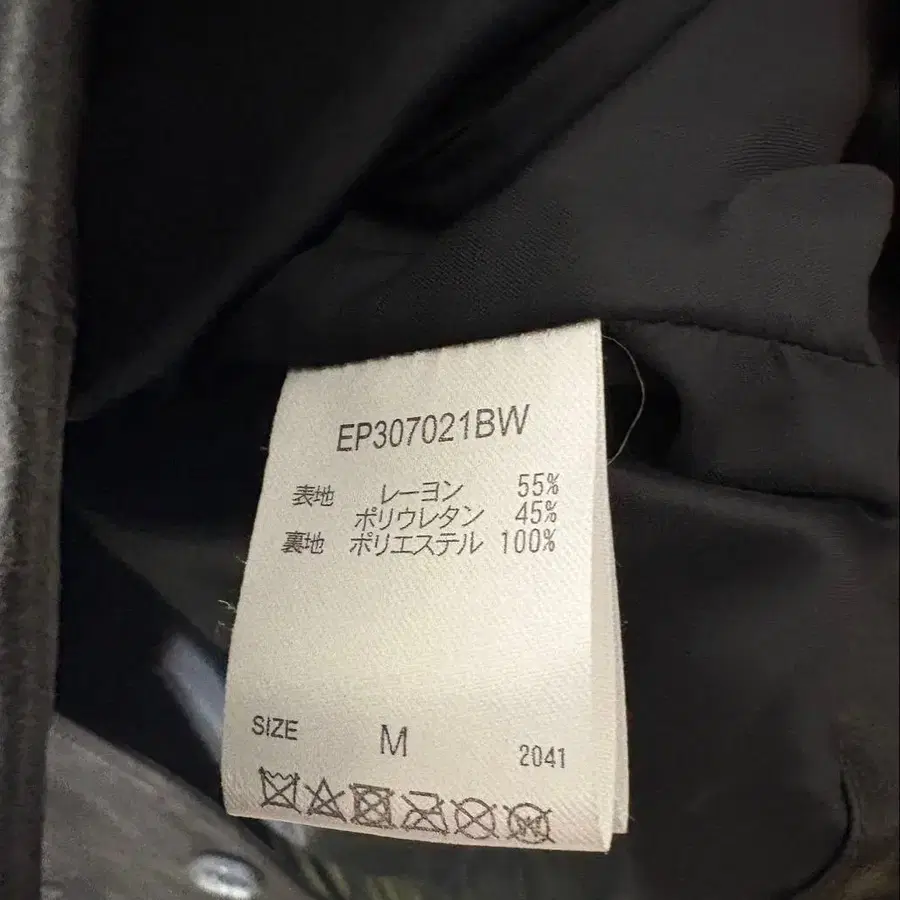 EP307021BW
表地 レーヨン 55%
ポリウレタン 45%
裏地 ポリエステル 100%
SIZE M 2041